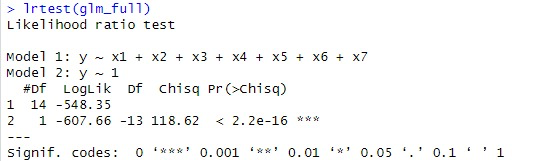 > lrtest(glm_full)
Likelihood ratio test

Model 1: y ~ x1 + x2 + x3 + x4 + x5 + x6 + x7
Model 2: y ~ 1
  #Df  LogLik  Df  Chisq Pr(>Chisq)
1  14 -548.35
2   1 -607.66 -13 118.62  < 2.2e-16 ***
---
Signif. codes:  0 ‘***’ 0.001 ‘**’ 0.01 ‘*’ 0.05 ‘.’ 0.1 ‘ ’ 1